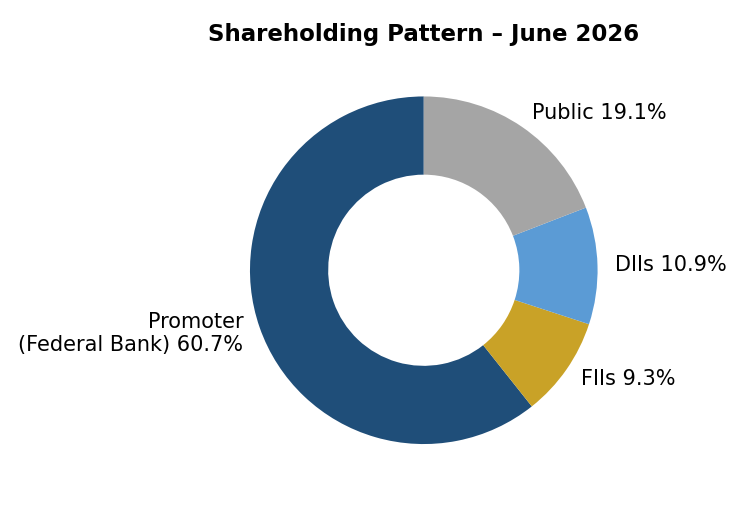 Shareholding Pattern – June 2026
Public 19.1%
DIIs 10.9%
Promoter
(Federal Bank) 60.7%
FIIs 9.3%